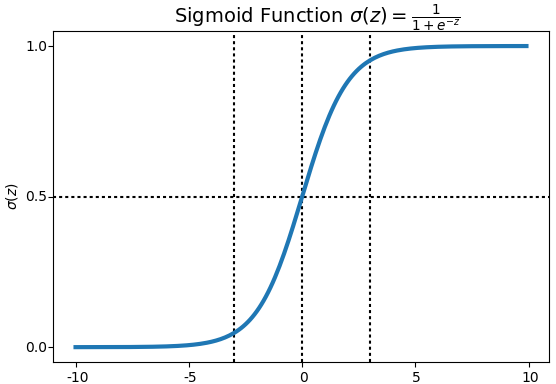 Sigmoid Function σ(z) = 1/(1+e^{-z})
1.0
σ(z)
0.5
0.0
-10 -5 0 5 10